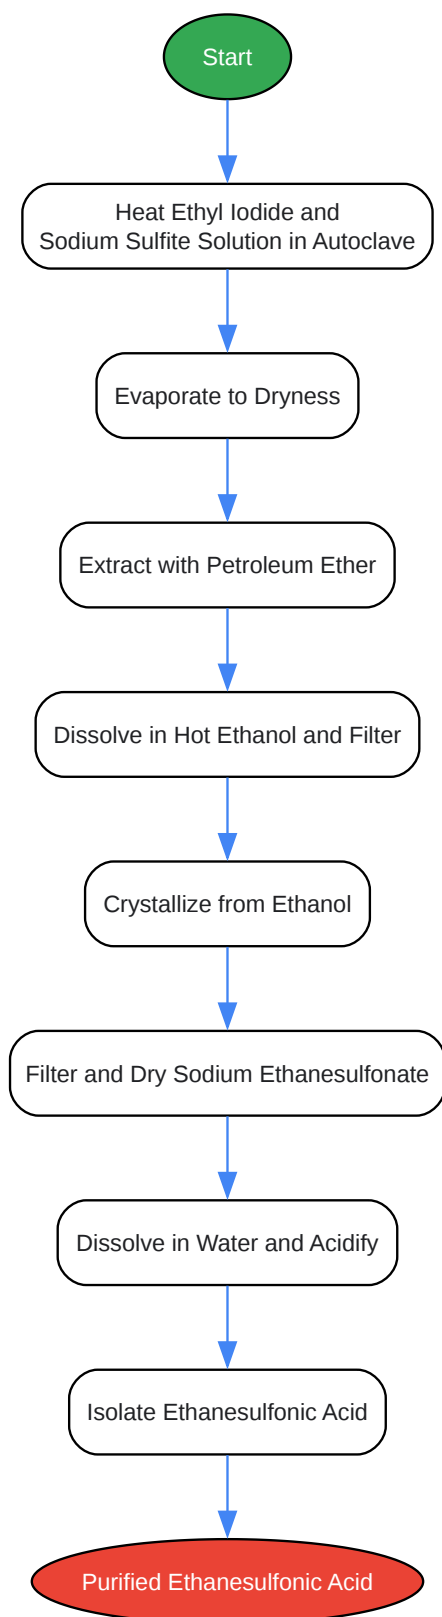 Start
Heat Ethyl Iodide and
Sodium Sulfite Solution in Autoclave
Evaporate to Dryness
Extract with Petroleum Ether
Dissolve in Hot Ethanol and Filter
Crystallize from Ethanol
Filter and Dry Sodium Ethanesulfonate
Dissolve in Water and Acidify
Isolate Ethanesulfonic Acid
Purified Ethanesulfonic Acid